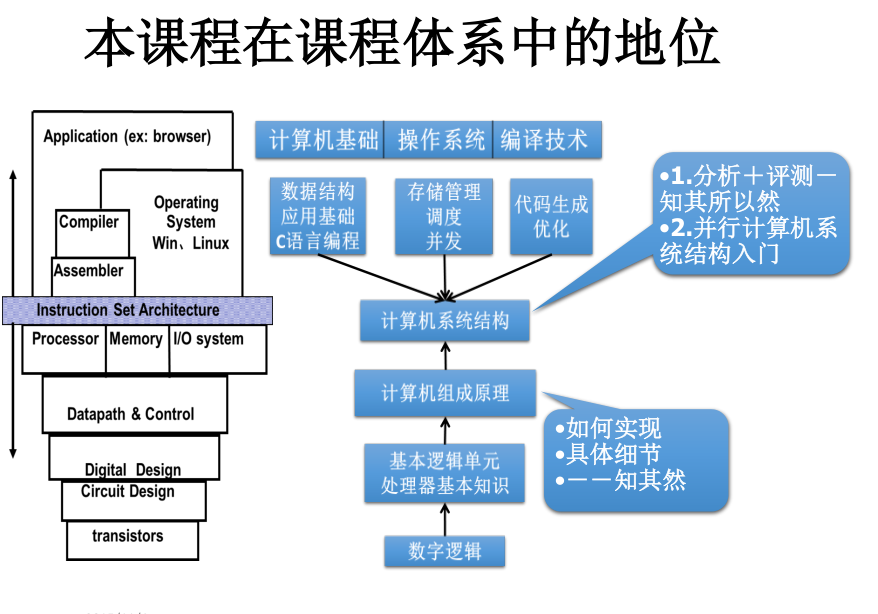 本课程在课程体系中的地位
Application (ex: browser)
Operating
System
Win、Linux
Compiler
Assembler
Instruction Set Architecture
Processor
Memory
I/O system
Datapath & Control
Digital Design
Circuit Design
transistors
计算机基础
操作系统
编译技术
数据结构
应用基础
C语言编程
存储管理
调度
并发
代码生成
优化
计算机系统结构
计算机组成原理
基本逻辑单元
处理器基本知识
数字逻辑
•1.分析＋评测－
知其所以然
•2.并行计算机系
统结构入门
•如何实现
•具体细节
•－－知其然